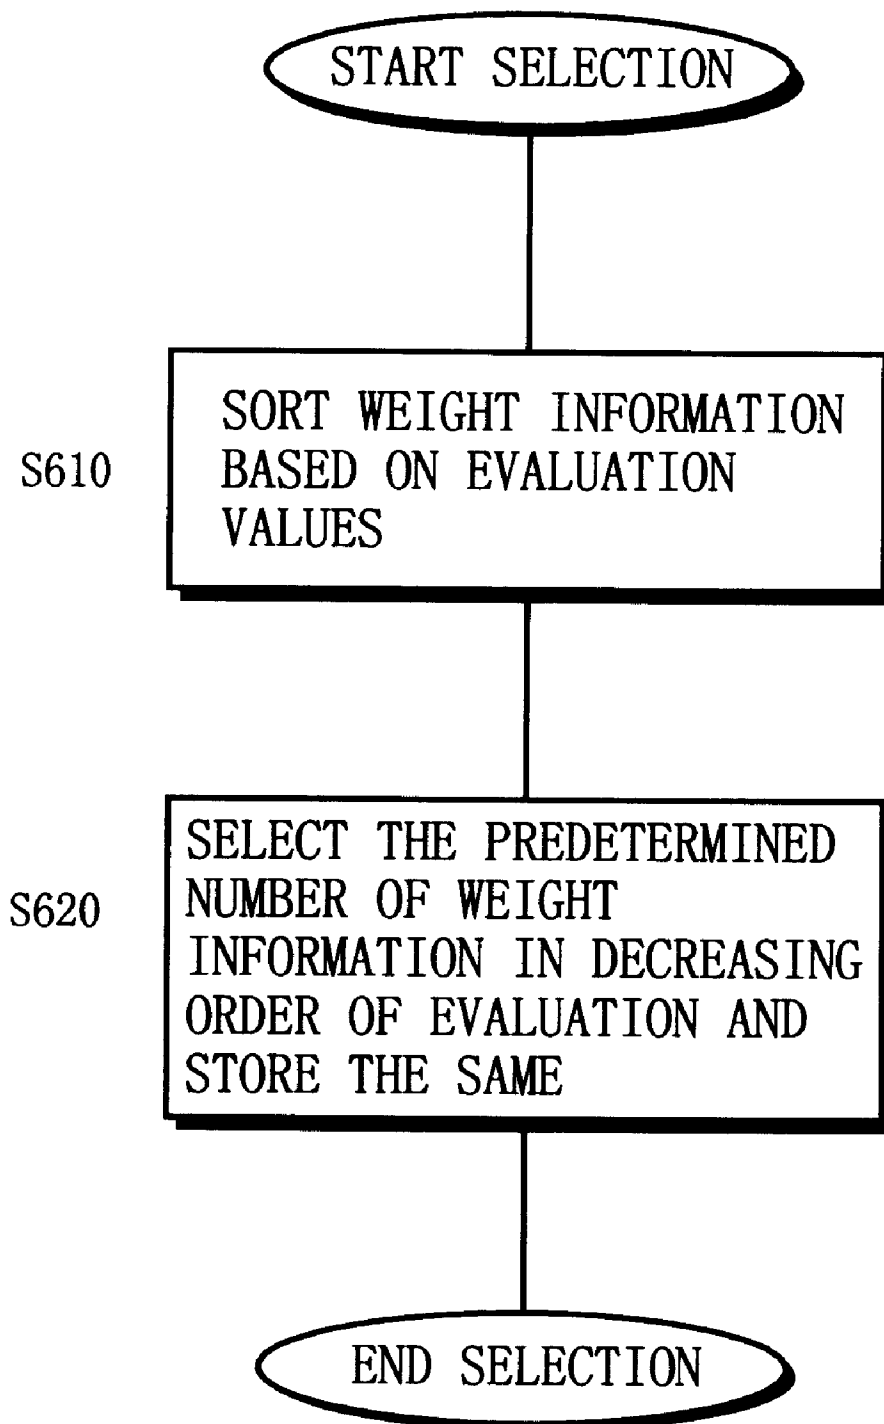 START SELECTION
S610
SORT WEIGHT INFORMATION
BASED ON EVALUATION
VALUES
S620
SELECT THE PREDETERMINED
NUMBER OF WEIGHT
INFORMATION IN DECREASING
ORDER OF EVALUATION AND
STORE THE SAME
END SELECTION